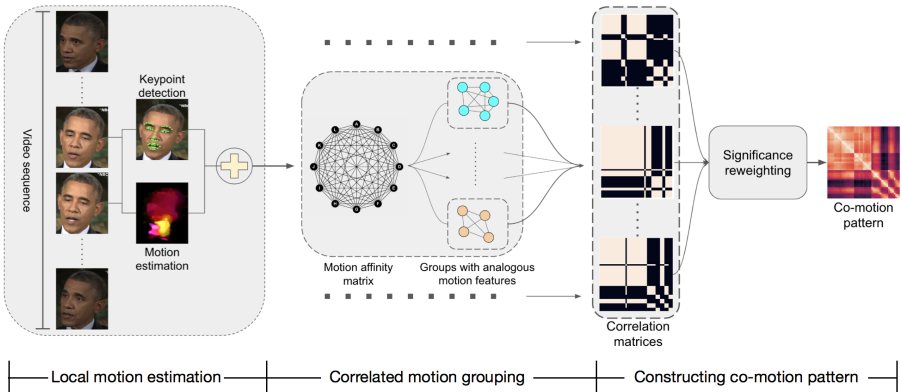 Video sequence
Keypoint
detection
Motion
estimation
Motion affinity
matrix
Groups with analogous
motion features
Correlation
matrices
Significance
reweighting
Co-motion
pattern
Local motion estimation
Correlated motion grouping
Constructing co-motion pattern